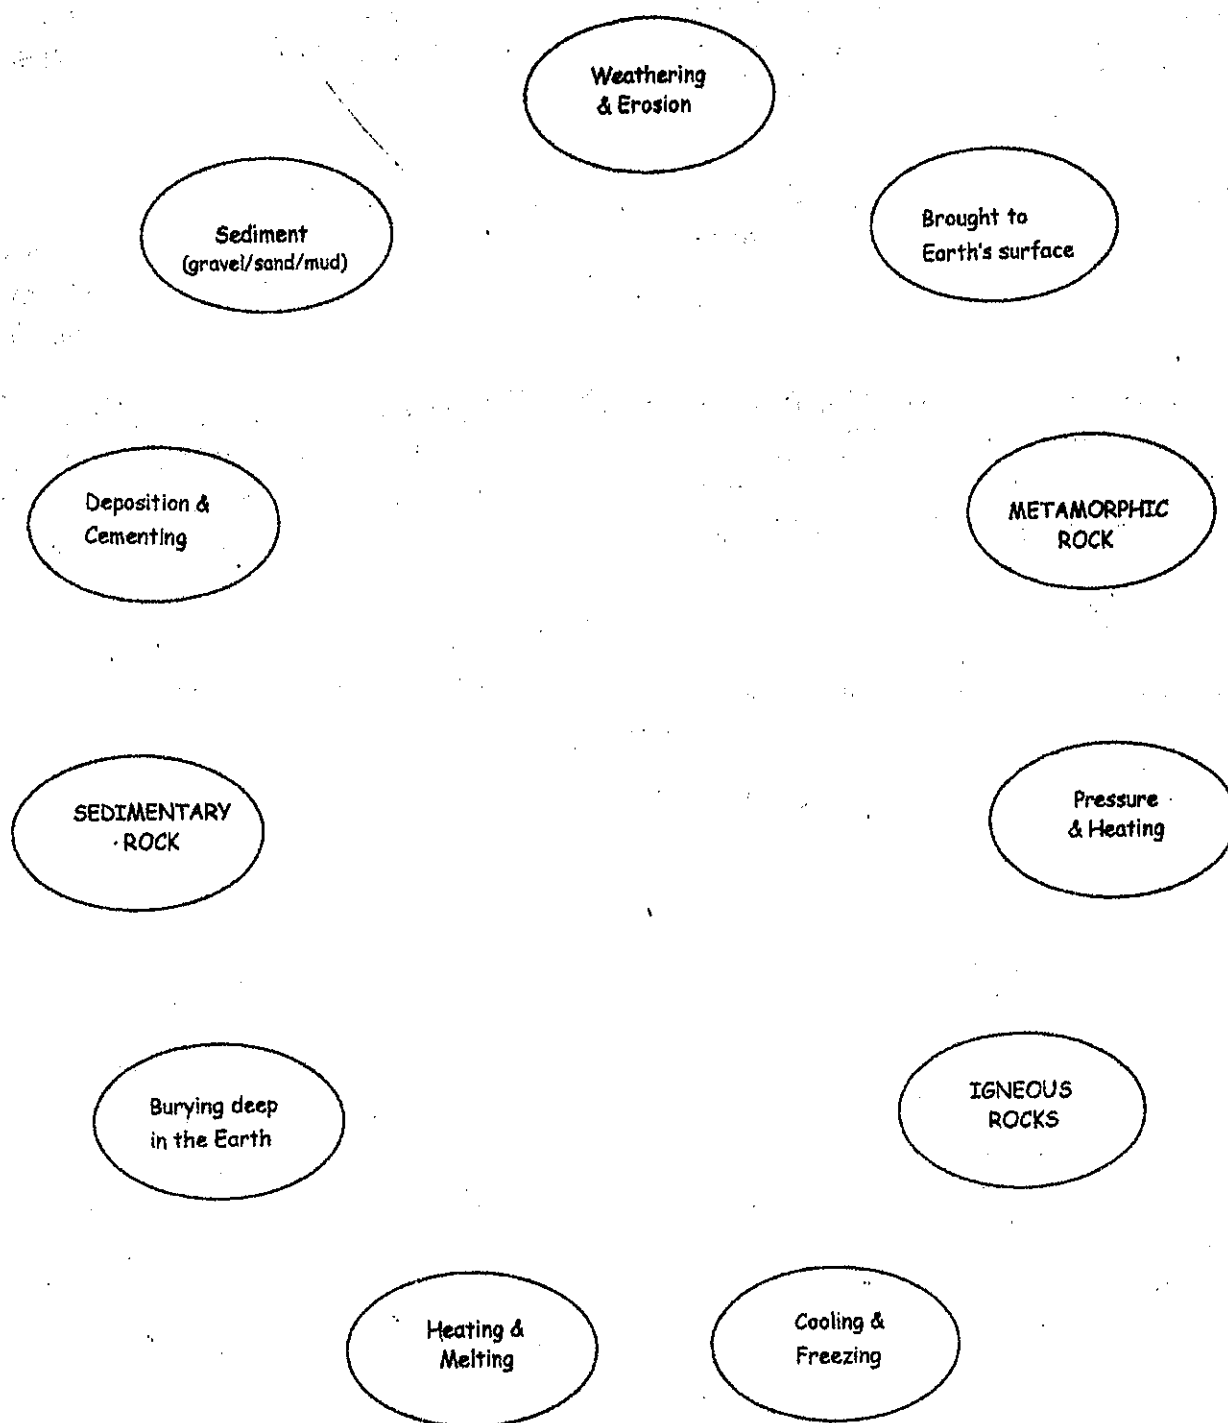 Weathering
& Erosion
Brought to
Earth's surface
Sediment
(gravel/sand/mud)
Deposition &
Cementing
METAMORPHIC
ROCK
SEDIMENTARY
ROCK
Pressure
& Heating
Burying deep
in the Earth
IGNEOUS
ROCKS
Heating &
Melting
Cooling &
Freezing